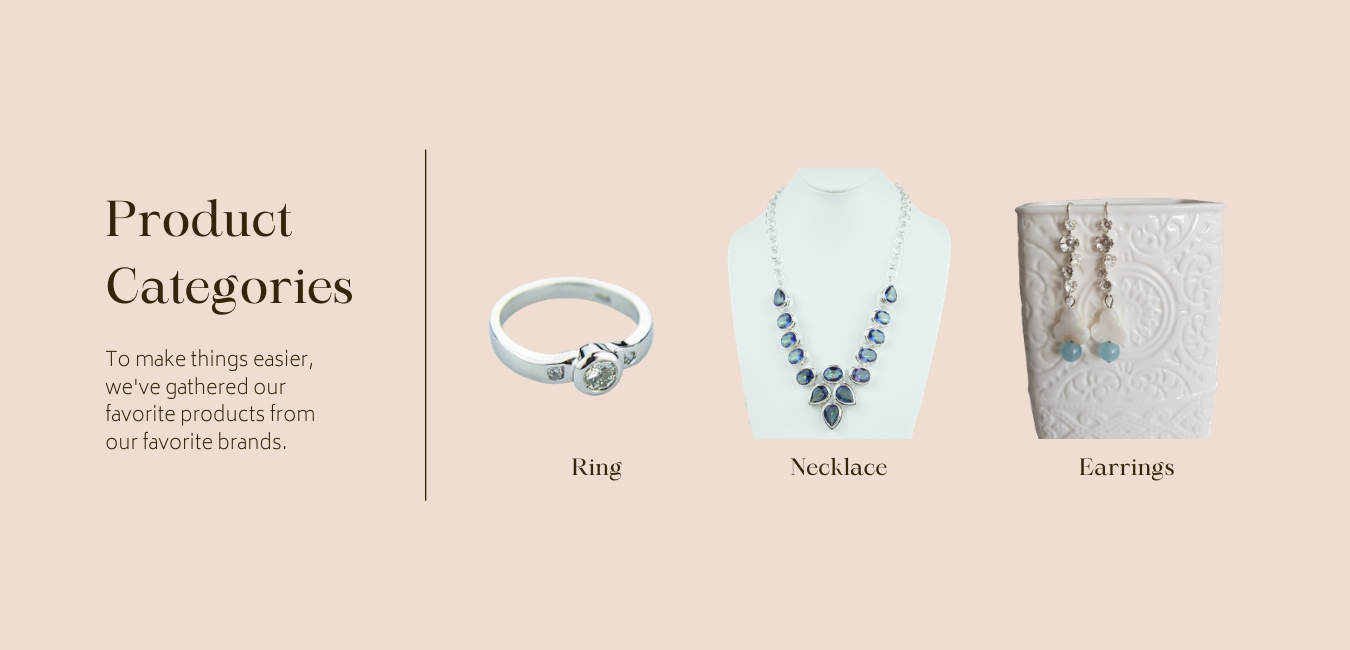 Product
Categories
To make things easier,
we've gathered our
favorite products from
our favorite brands.
Ring
Necklace
Earrings